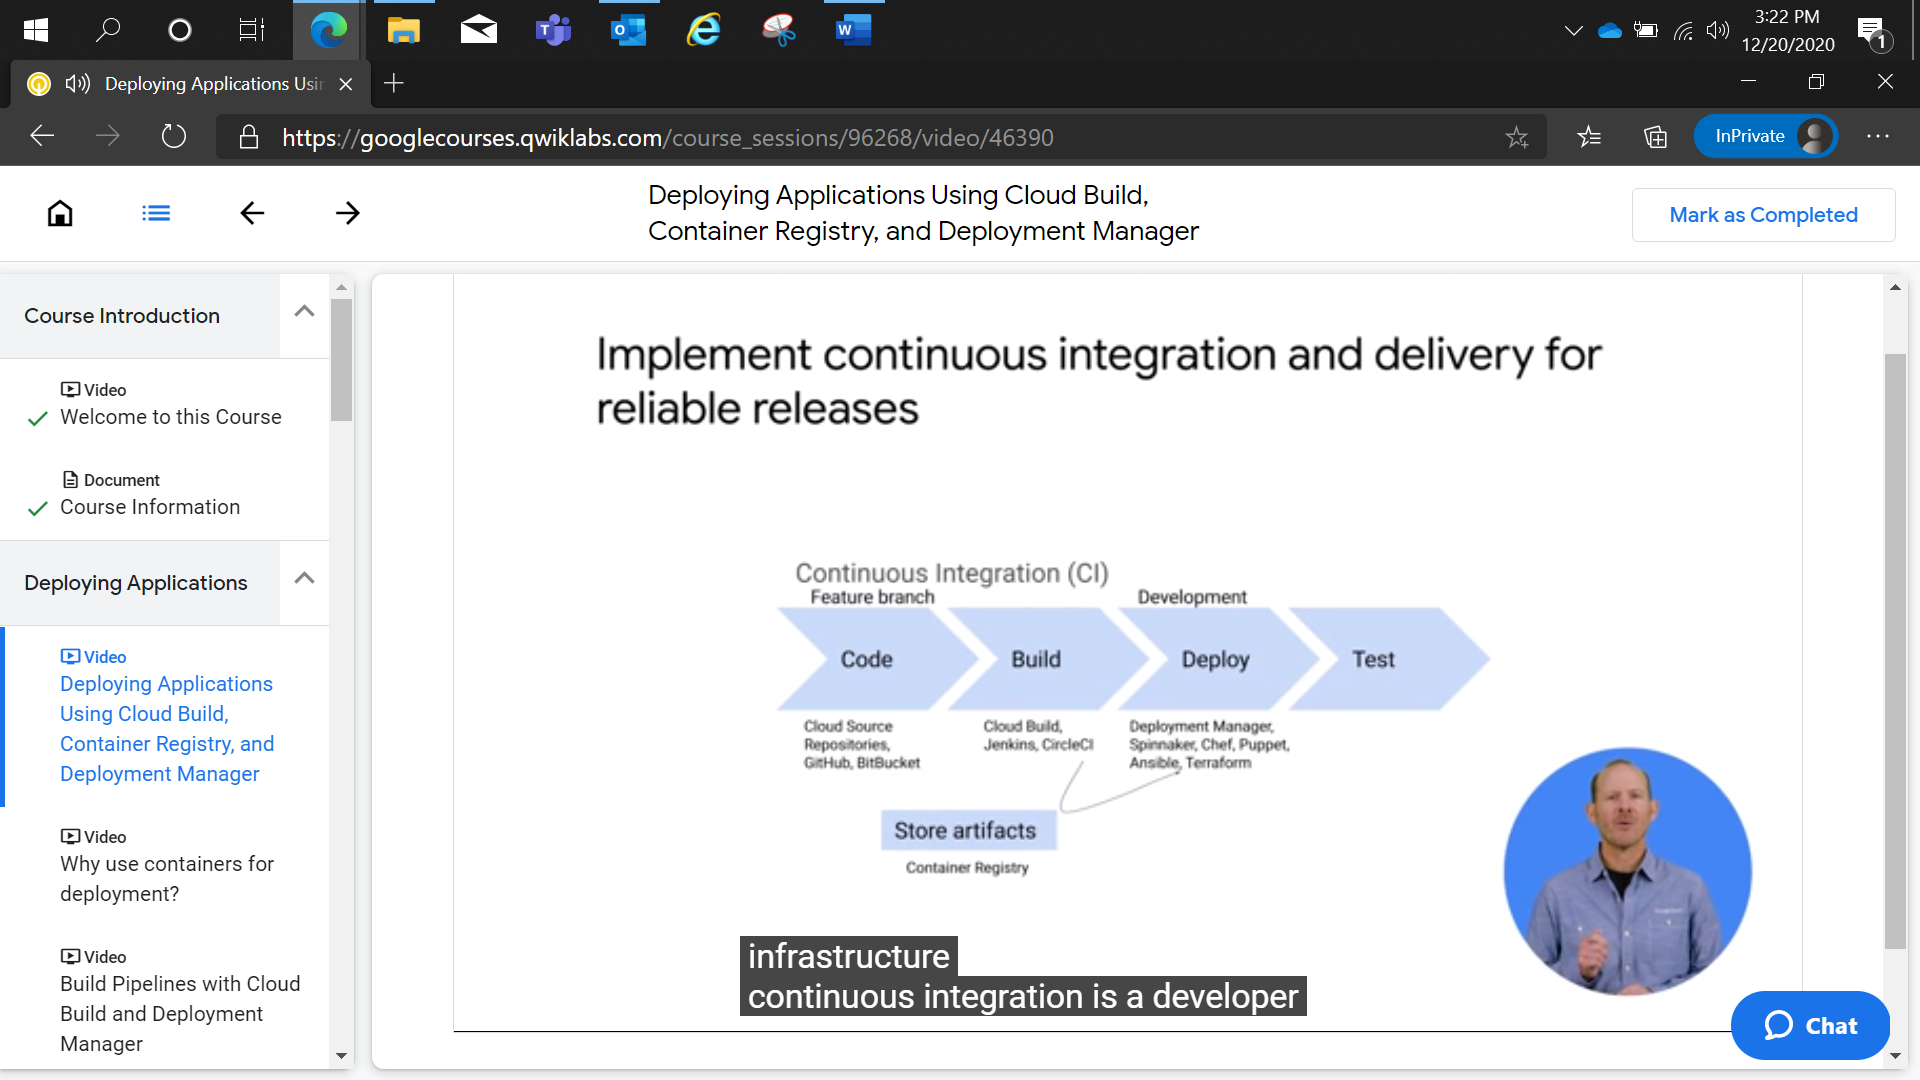 3:22 PM
12/20/2020
1
Deploying Applications Usin
https://googlecourses.qwiklabs.com/course_sessions/96268/video/46390
InPrivate
Deploying Applications Using Cloud Build,
Container Registry, and Deployment Manager
Mark as Completed
Course Introduction
Video
Welcome to this Course
Document
Course Information
Deploying Applications
Video
Deploying Applications
Using Cloud Build,
Container Registry, and
Deployment Manager
Video
Why use containers for
deployment?
Video
Build Pipelines with Cloud
Build and Deployment
Manager
Implement continuous integration and delivery for
reliable releases
Continuous Integration (CI)
Feature branch
Development
Code
Build
Deploy
Test
Cloud Source
Repositories,
GitHub, BitBucket
Cloud Build,
Jenkins, CircleCI
Deployment Manager,
Spinnaker, Chef, Puppet,
Ansible, Terraform
Store artifacts
Container Registry
infrastructure
continuous integration is a developer
Chat